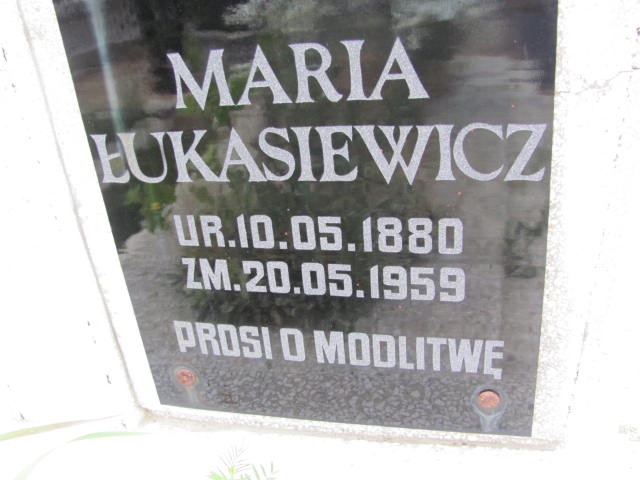 MARIA
ŁUKASIEWICZ
UR.10.05.1880
ZM.20.05.1959
PROSI O MODLITWĘ